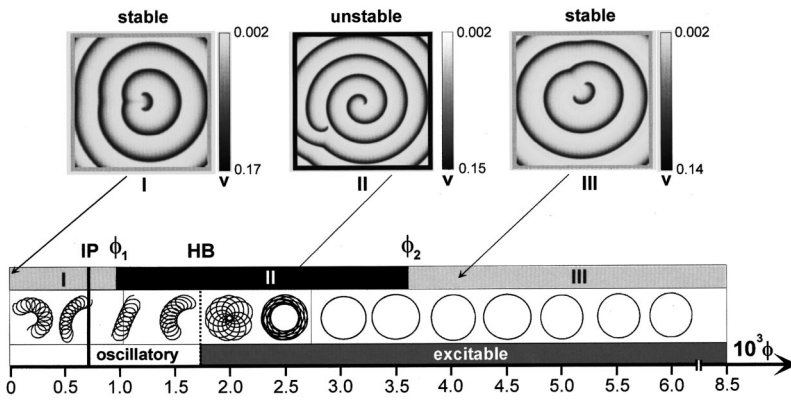 stable unstable stable
0.002 0.002 0.002
0.17 0.15 0.14
v v v
I II III
IP ϕ1 HB ϕ2
I II III
oscillatory excitable 10³ϕ
0 0.5 1.0 1.5 2.0 2.5 3.0 3.5 4.0 4.5 5.0 5.5 6.0 8.5